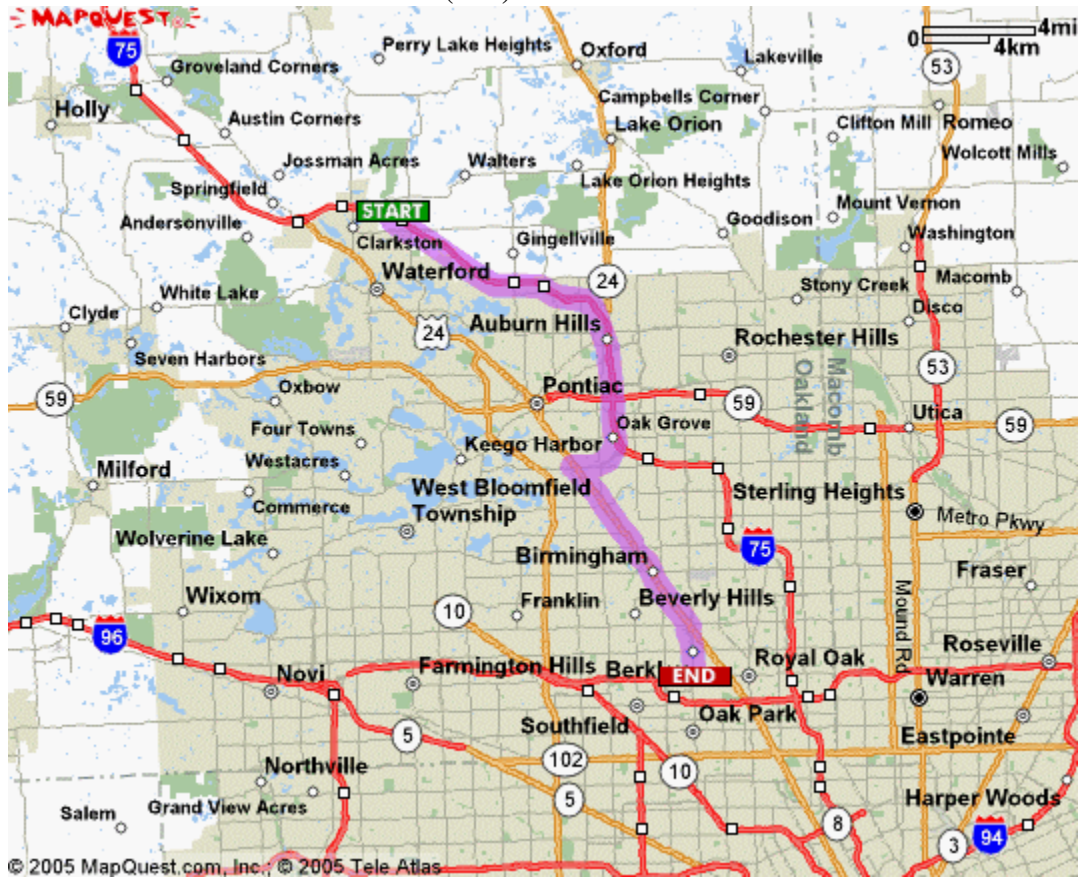 MAPQUEST
75
Perry Lake Heights
Oxford
Lakeville
0
4mi
4km
53
Groveland Corners
Holly
Campbells Corner
Austin Corners
Lake Orion
Clifton Mill
Romeo
Wolcott Mills
Jossman Acres
Walters
Springfield
Lake Orion Heights
START
Mount Vernon
Andersonville
Clarkston
Gingellville
Goodison
Washington
Waterford
24
Macomb
White Lake
Stony Creek
Clyde
Disco
24
Auburn Hills
Rochester Hills
Seven Harbors
Macomb
Oakland
53
Oxbow
Pontiac
59
59
Utica
59
Four Towns
Keego Harbor
Oak Grove
Westacres
Milford
West Bloomfield
Township
Sterling Heights
Commerce
Metro Pkwy
Wolverine Lake
75
Birmingham
Fraser
Wixom
10
Franklin
Beverly Hills
Mound Rd
96
Roseville
Farmington Hills
Berkl
END
Royal Oak
Novi
Warren
Southfield
Oak Park
5
Eastpointe
102
10
Northville
5
Grand View Acres
Harper Woods
Salem
8
3
94
© 2005 MapQuest.com, Inc.; © 2005 Tele Atlas